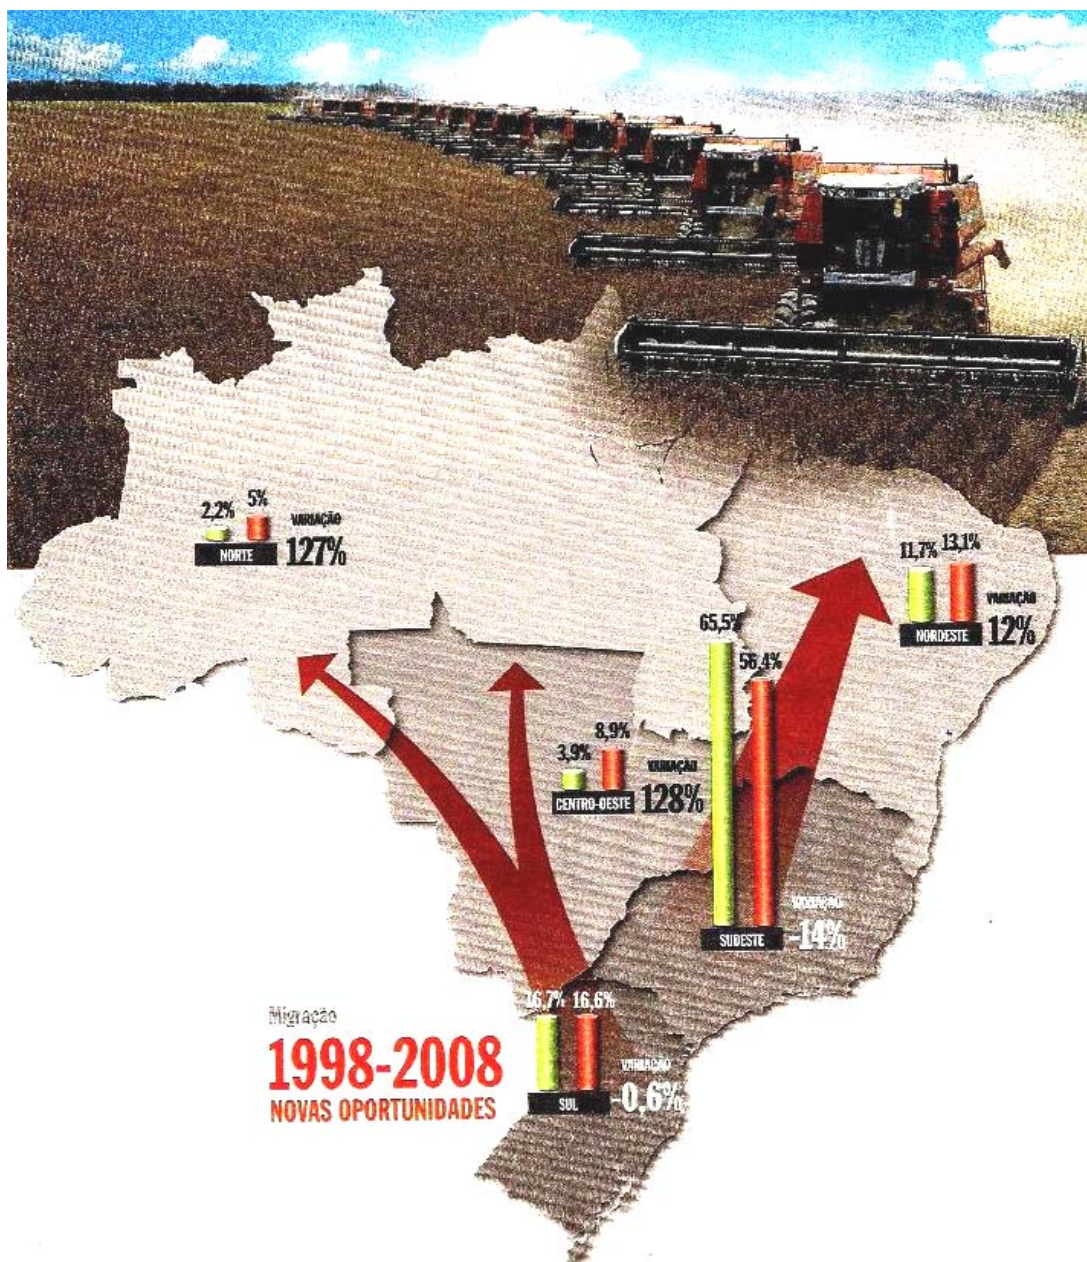 2,2% 5%
VARIAÇÃO
NORTE 127%
11,7% 13,1%
VARIAÇÃO
NORDESTE 12%
65,5%
56,4%
3,9% 8,9%
VARIAÇÃO
CENTRO-OESTE 128%
VARIAÇÃO
SUDESTE -14%
16,7% 16,6%
VARIAÇÃO
SUL -0,6%
Migração
1998-2008
NOVAS OPORTUNIDADES